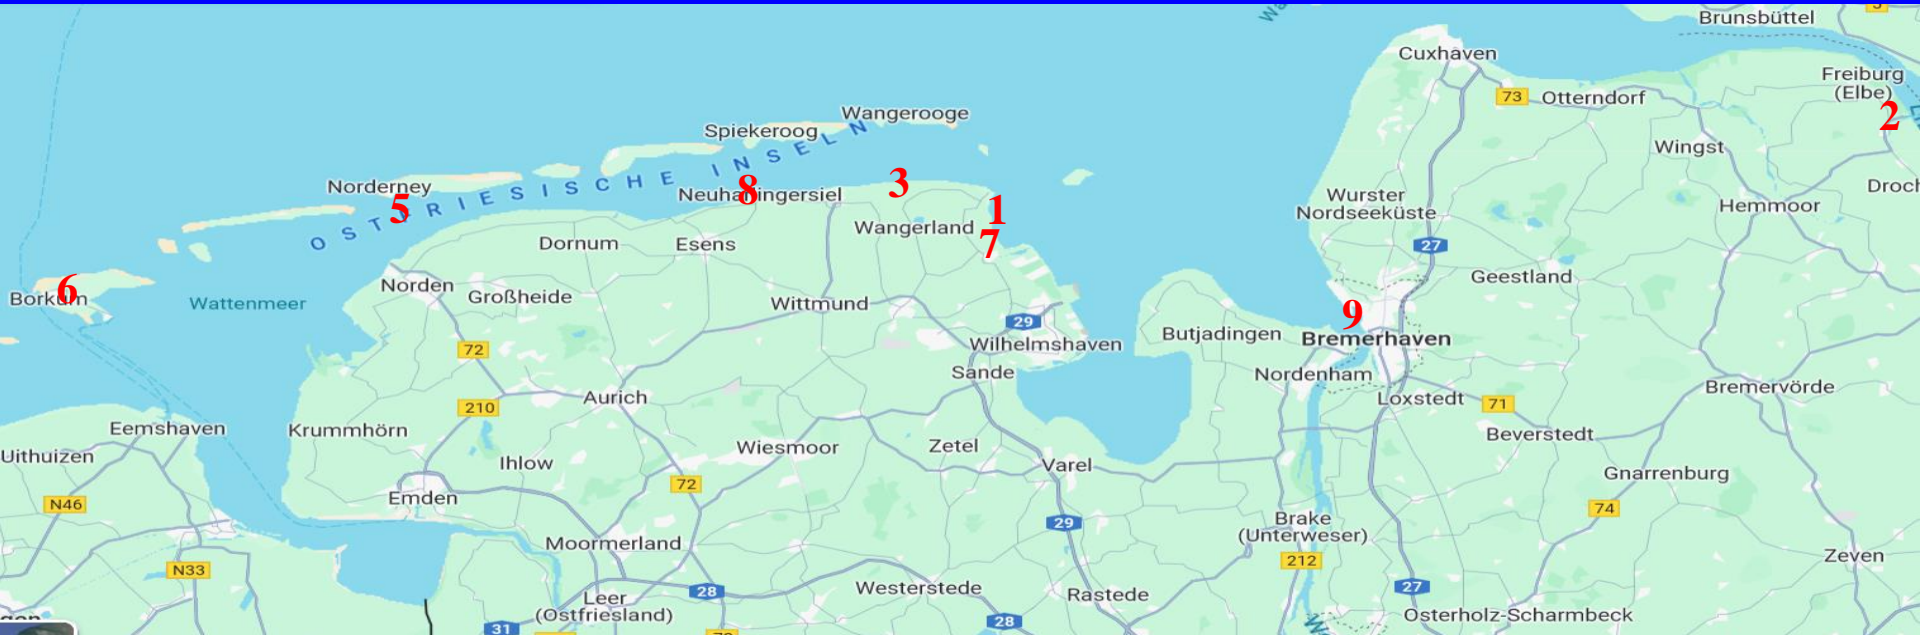 Wa
Brunsbüttel
5
Cuxhaven
Freiburg
(Elbe)
73
Otterndorf
2
Wangerooge
Spiekeroog
Wingst
Norderney
3
8
Neuharlingersiel
Wurster
Nordseeküste
Droch
Hemmoor
5
OSTFRIESISCHE INSELN
1
Wangerland
7
Dornum
Esens
27
6
Borkum
Wattenmeer
Norden
Großheide
Wittmund
Geestland
9
29
Wilhelmshaven
Butjadingen
Bremerhaven
72
Sande
Nordenham
Bremervörde
210
Aurich
Loxstedt
71
Eemshaven
Krummhörn
Beverstedt
Uithuizen
Ihlow
Wiesmoor
Zetel
Varel
Gnarrenburg
N46
Emden
72
74
29
Brake
(Unterweser)
Moormerland
212
Zeven
N33
28
Westerstede
Rastede
27
Leer
(Ostfriesland)
Osterholz-Scharmbeck
31
28